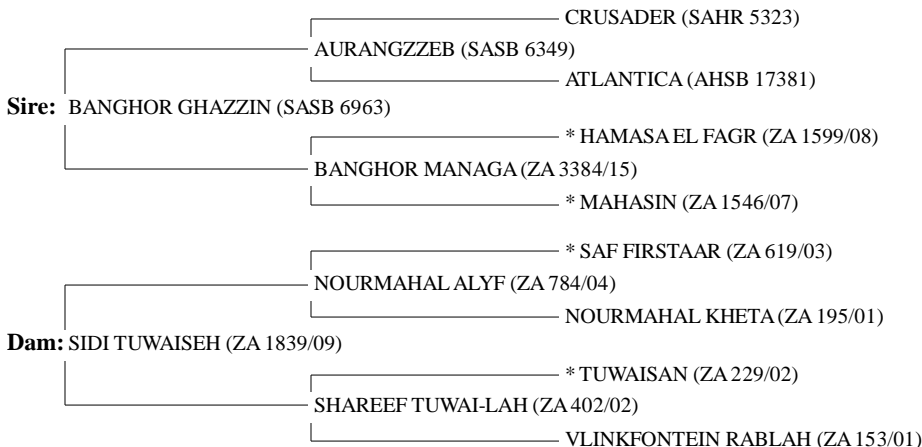 CRUSADER (SAHR 5323)
AURANGZZEB (SASB 6349)
ATLANTICA (AHSB 17381)
Sire: BANGHOR GHAZZIN (SASB 6963)
* HAMASA EL FAGR (ZA 1599/08)
BANGHOR MANAGA (ZA 3384/15)
* MAHASIN (ZA 1546/07)
* SAF FIRSTAAR (ZA 619/03)
NOURMAHAL ALYF (ZA 784/04)
NOURMAHAL KHETA (ZA 195/01)
Dam: SIDI TUWAISEH (ZA 1839/09)
* TUWAISAN (ZA 229/02)
SHAREEF TUWAI-LAH (ZA 402/02)
VLINKFONTEIN RABLAH (ZA 153/01)